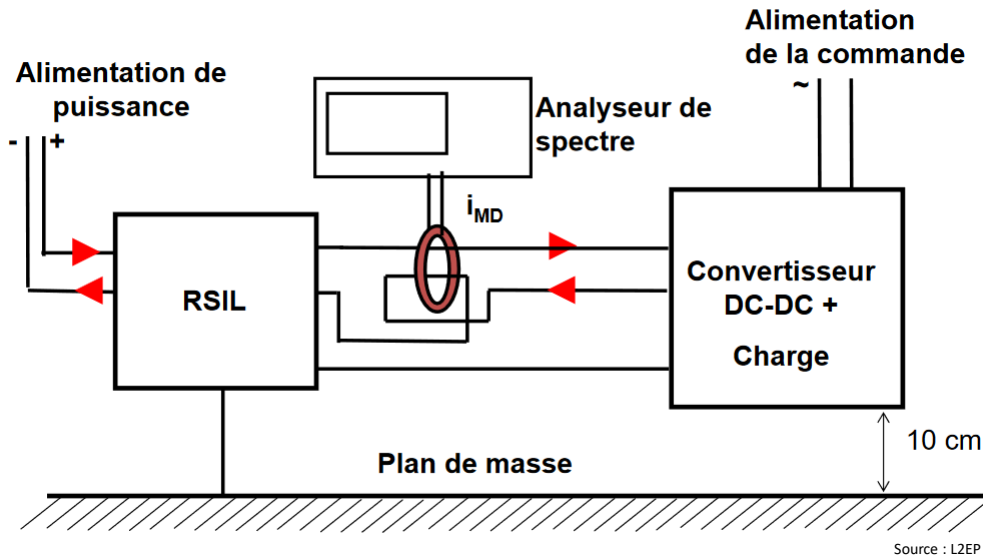 Alimentation
de la commande
~
Alimentation de
puissance
- +
Analyseur de
spectre
iMD
RSIL
Convertisseur
DC-DC +
Charge
10 cm
Plan de masse
Source : L2EP